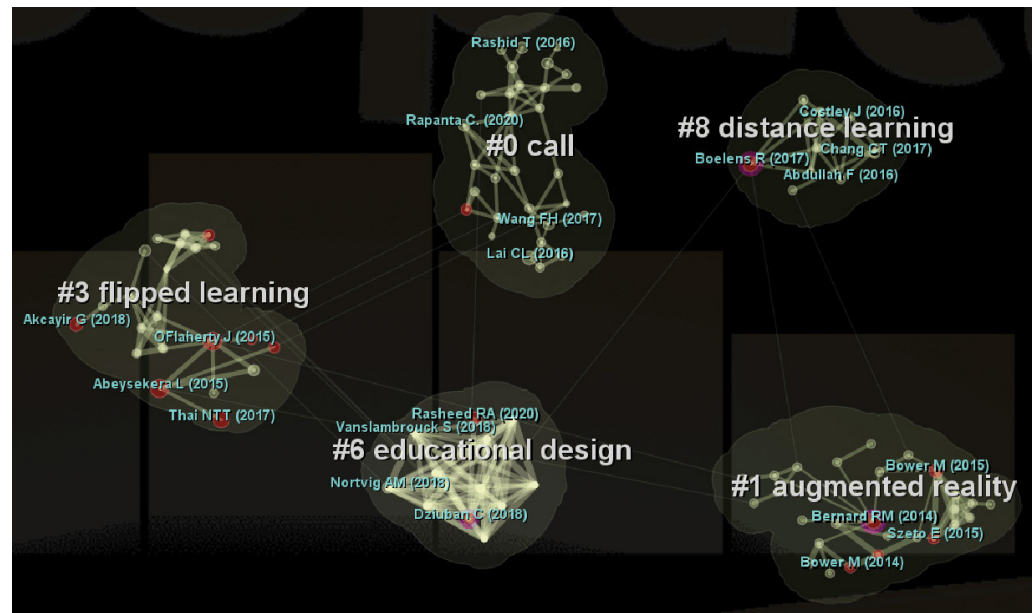 Rashid T (2016)
Rapanta C. (2020)
#0 call
Wang FH (2017)
Lai CL (2016)
Costley J (2016)
#8 distance learning
Chang CT (2017)
Boelens R (2017)
Abdullah F (2016)
#3 flipped learning
Akcayir G (2018)
OFlaherty J (2015)
Abeysekera L (2015)
Thai NTT (2017)
Rasheed RA (2020)
Vanslambrouck S (2018)
#6 educational design
Nortvig AM (2018)
Dziuban C (2018)
Bower M (2015)
#1 augmented reality
Bernard RM (2014)
Szeto E (2015)
Bower M (2014)